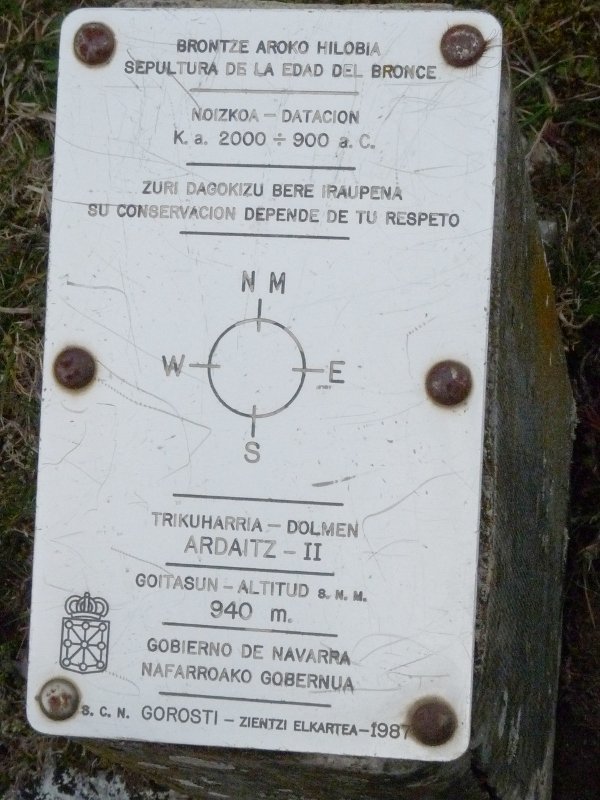 BRONTZE AROKO HILOBIA
SEPULTURA DE LA EDAD DEL BRONCE
NOIZKOA – DATACION
K. a. 2000 ÷ 900 a. C.
ZURI DAGOKIZU BERE IRAUPENA
SU CONSERVACION DEPENDE DE TU RESPETO
N M
W E
S
TRIKUHARRIA – DOLMEN
ARDAITZ – II
GOITASUN – ALTITUD S. N. M.
940 m.
GOBIERNO DE NAVARRA
NAFARROAKO GOBERNUA
S. C. N. GOROSTI – ZIENTZI ELKARTEA – 1987